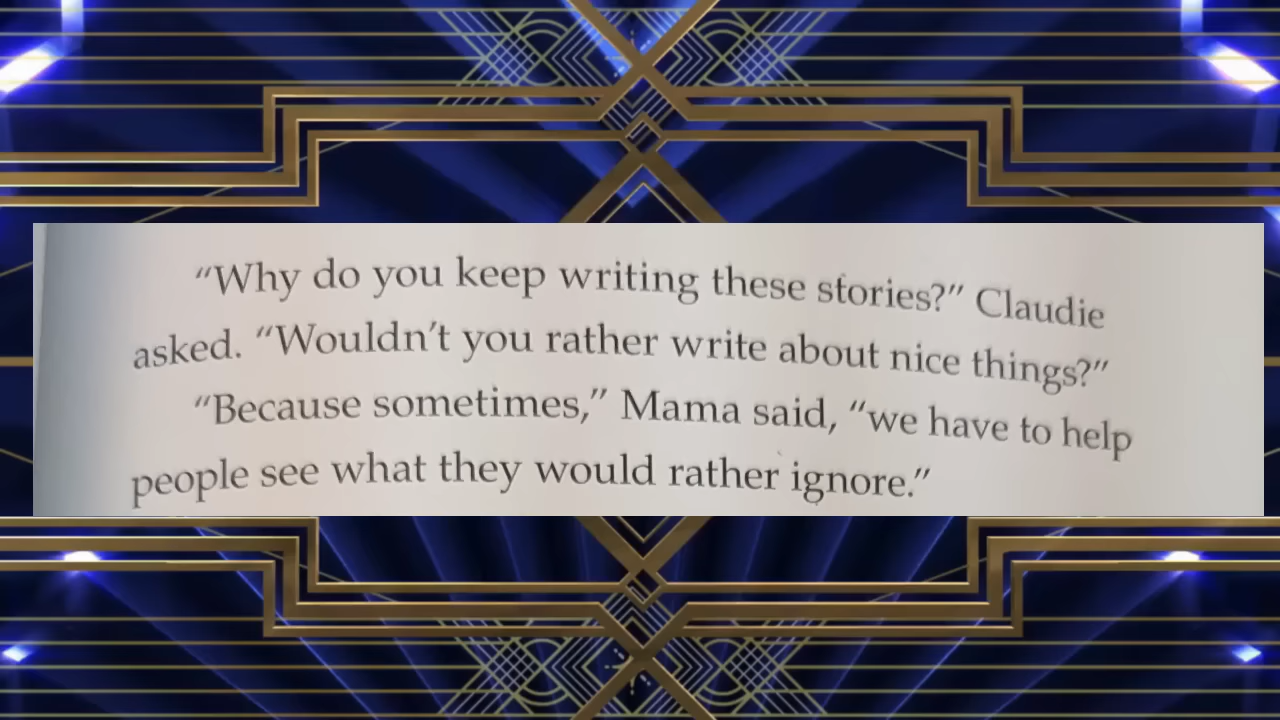 “Why do you keep writing these stories?” Claudie
asked. “Wouldn’t you rather write about nice things?”
“Because sometimes,” Mama said, “we have to help
people see what they would rather ignore.”